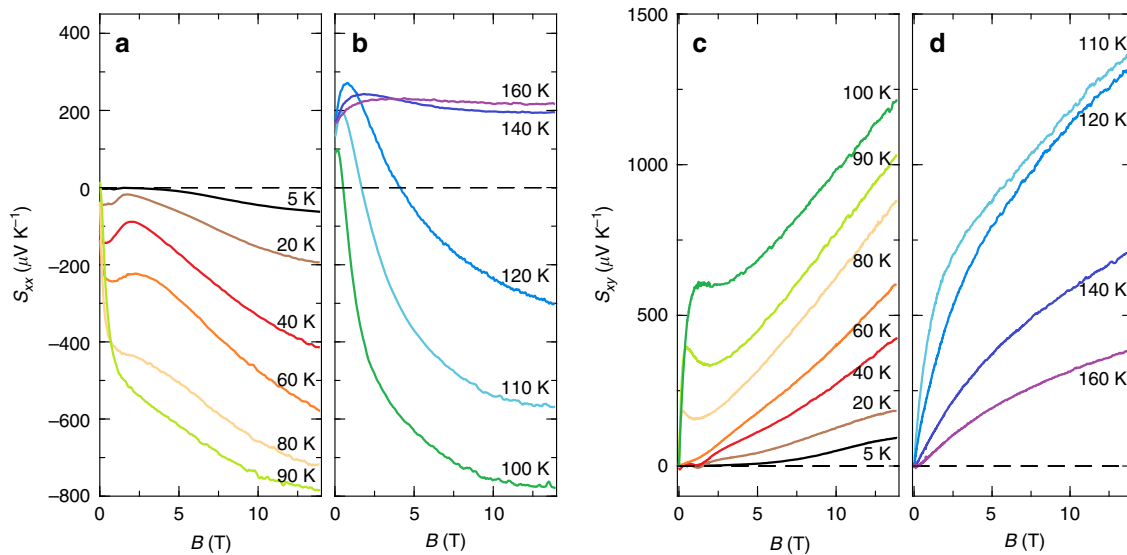 a
400
200
0
−200
−400
−600
−800
S_xx (μV K⁻¹)
5 K
20 K
40 K
60 K
80 K
90 K
0
5
10
B (T)
b
160 K
140 K
120 K
110 K
100 K
0
5
10
B (T)
c
1500
1000
500
0
S_xy (μV K⁻¹)
100 K
90 K
80 K
60 K
40 K
20 K
5 K
0
5
10
B (T)
d
110 K
120 K
140 K
160 K
0
5
10
B (T)